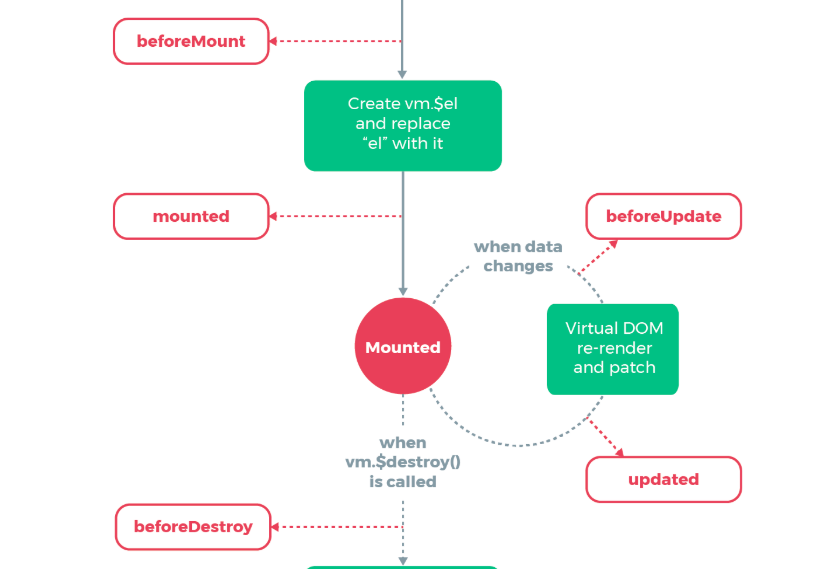 beforeMount
Create vm.$el
and replace
“el” with it
mounted
beforeUpdate
when data
changes
Virtual DOM
re-render
and patch
Mounted
when
vm.$destroy()
is called
updated
beforeDestroy